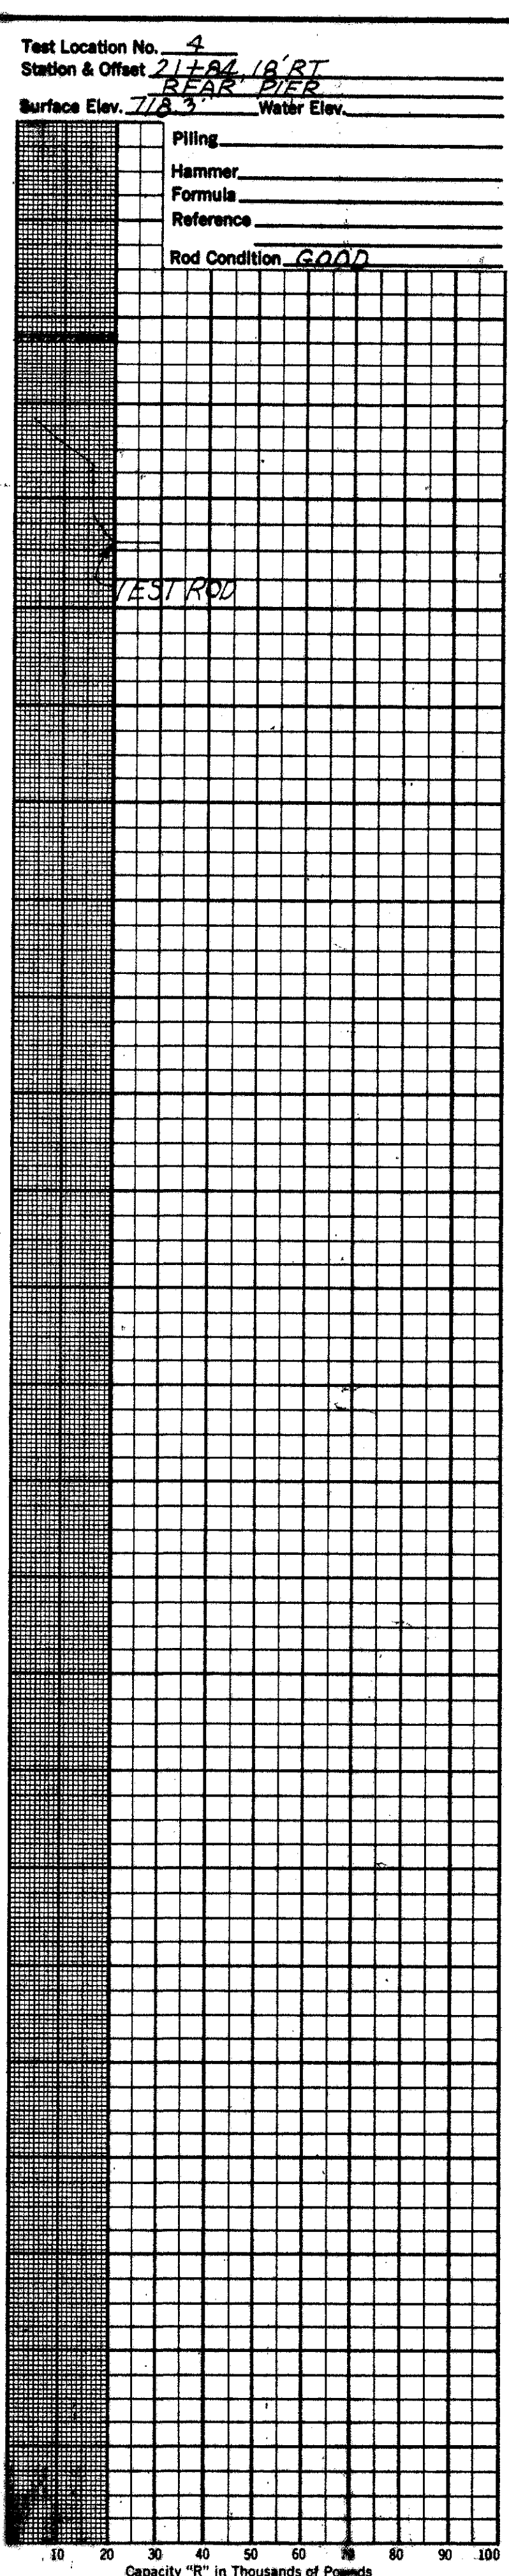 Test Location No. 4
Station & Offset 21+84, 18' RT.
REAR PIER
Surface Elev. 718.3' Water Elev.
Piling
Hammer
Formula
Reference
Rod Condition GOOD
TEST ROD
10 20 30 40 50 60 70 80 90 100
Capacity "R" in Thousands of Pounds